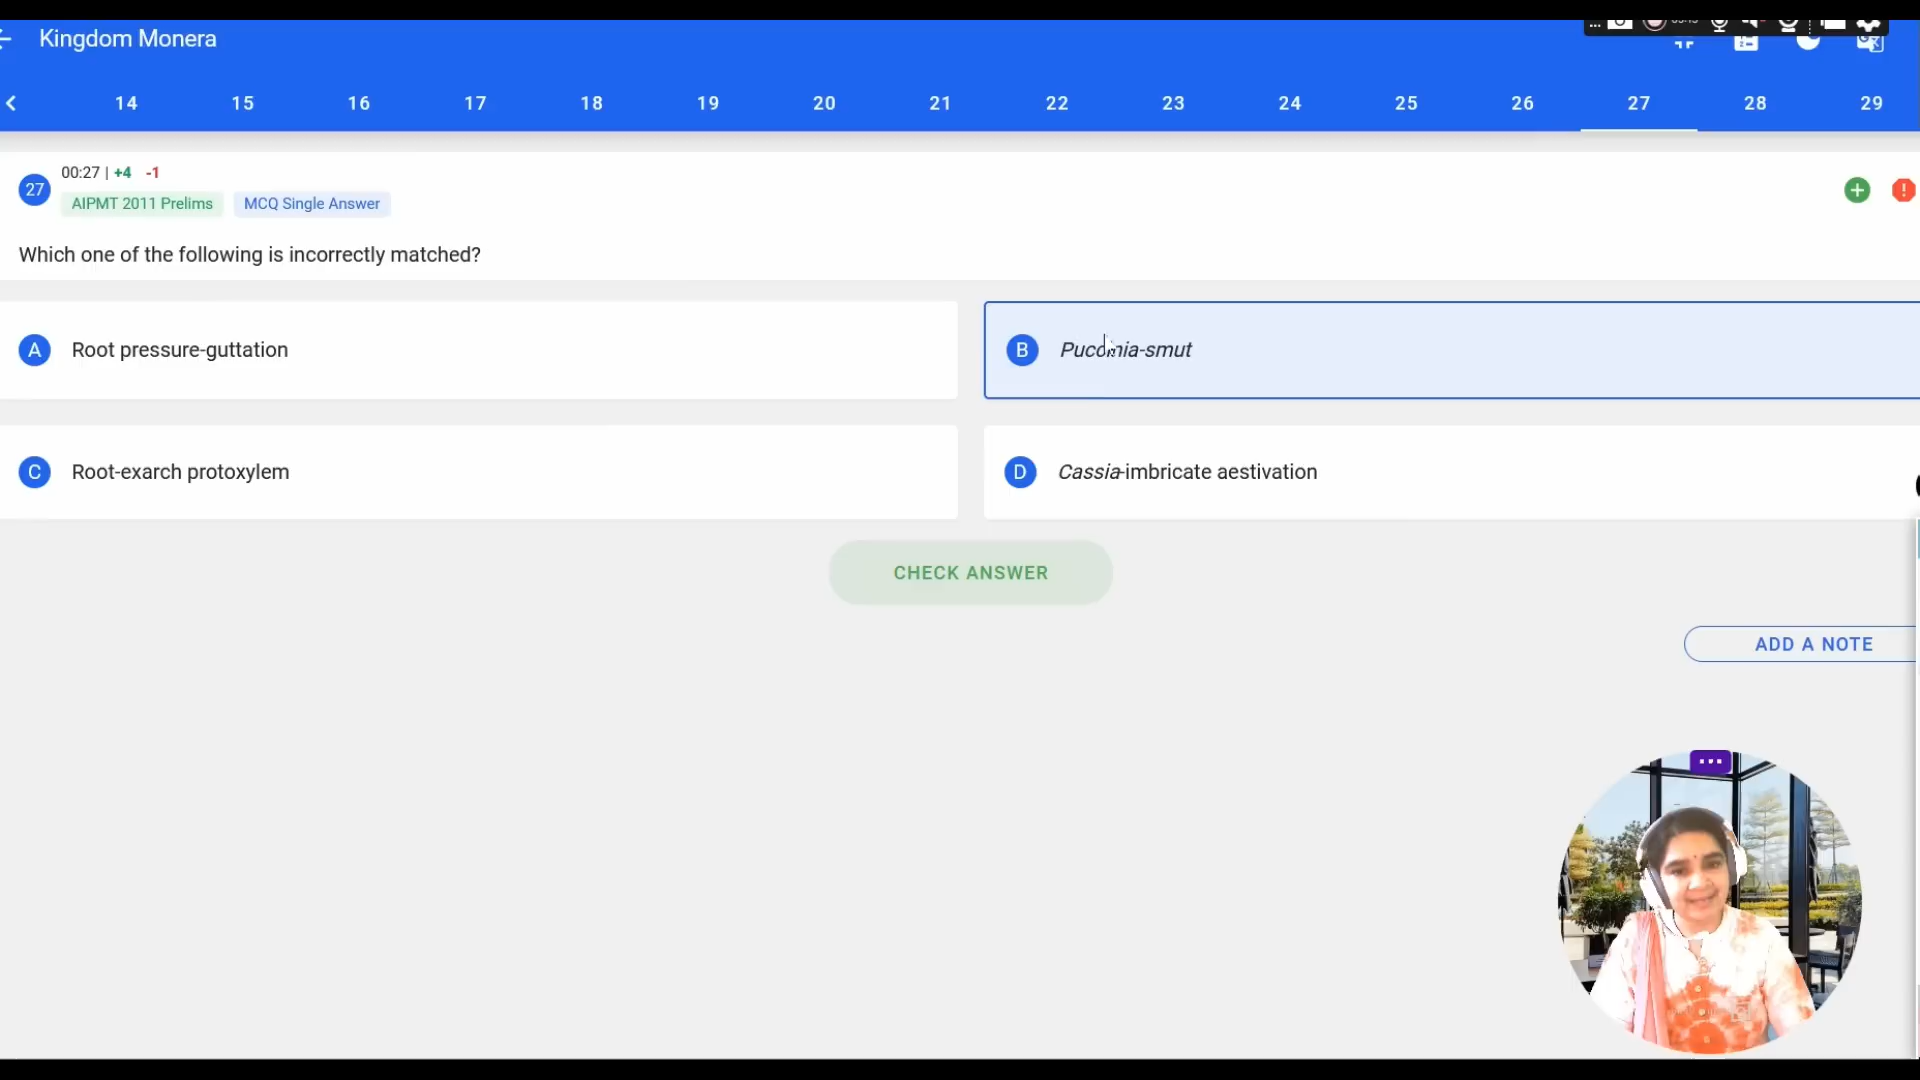 Kingdom Monera
14 15 16 17 18 19 20 21 22 23 24 25 26 27 28 29
27
00:27 | +4 -1
AIPMT 2011 Prelims MCQ Single Answer
Which one of the following is incorrectly matched?
A Root pressure-guttation
B Puccinia-smut
C Root-exarch protoxylem
D Cassia-imbricate aestivation
CHECK ANSWER
ADD A NOTE